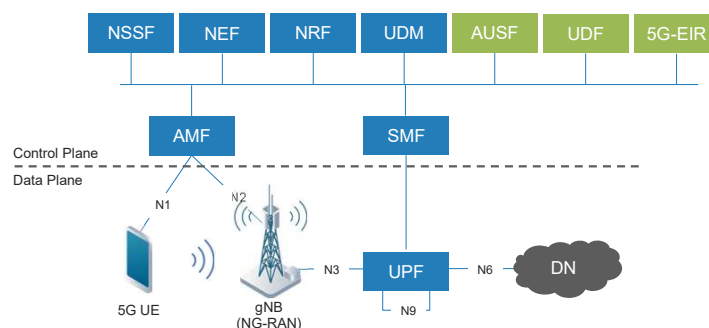 NSSF
NEF
NRF
UDM
AUSF
UDF
5G-EIR
AMF
SMF
Control Plane
Data Plane
N1
N2
N3
UPF
N6
DN
N9
5G UE
gNB
(NG-RAN)